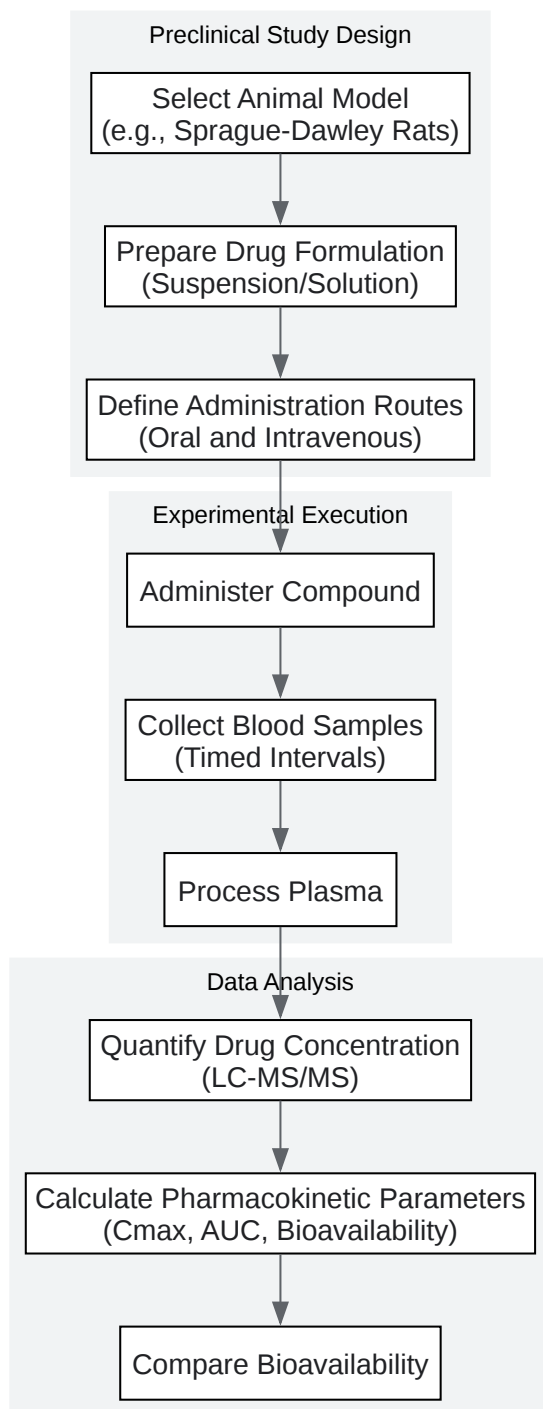 Preclinical Study Design
Select Animal Model
(e.g., Sprague-Dawley Rats)
Prepare Drug Formulation
(Suspension/Solution)
Define Administration Routes
(Oral and Intravenous)
Experimental Execution
Administer Compound
Collect Blood Samples
(Timed Intervals)
Process Plasma
Data Analysis
Quantify Drug Concentration
(LC-MS/MS)
Calculate Pharmacokinetic Parameters
(Cmax, AUC, Bioavailability)
Compare Bioavailability